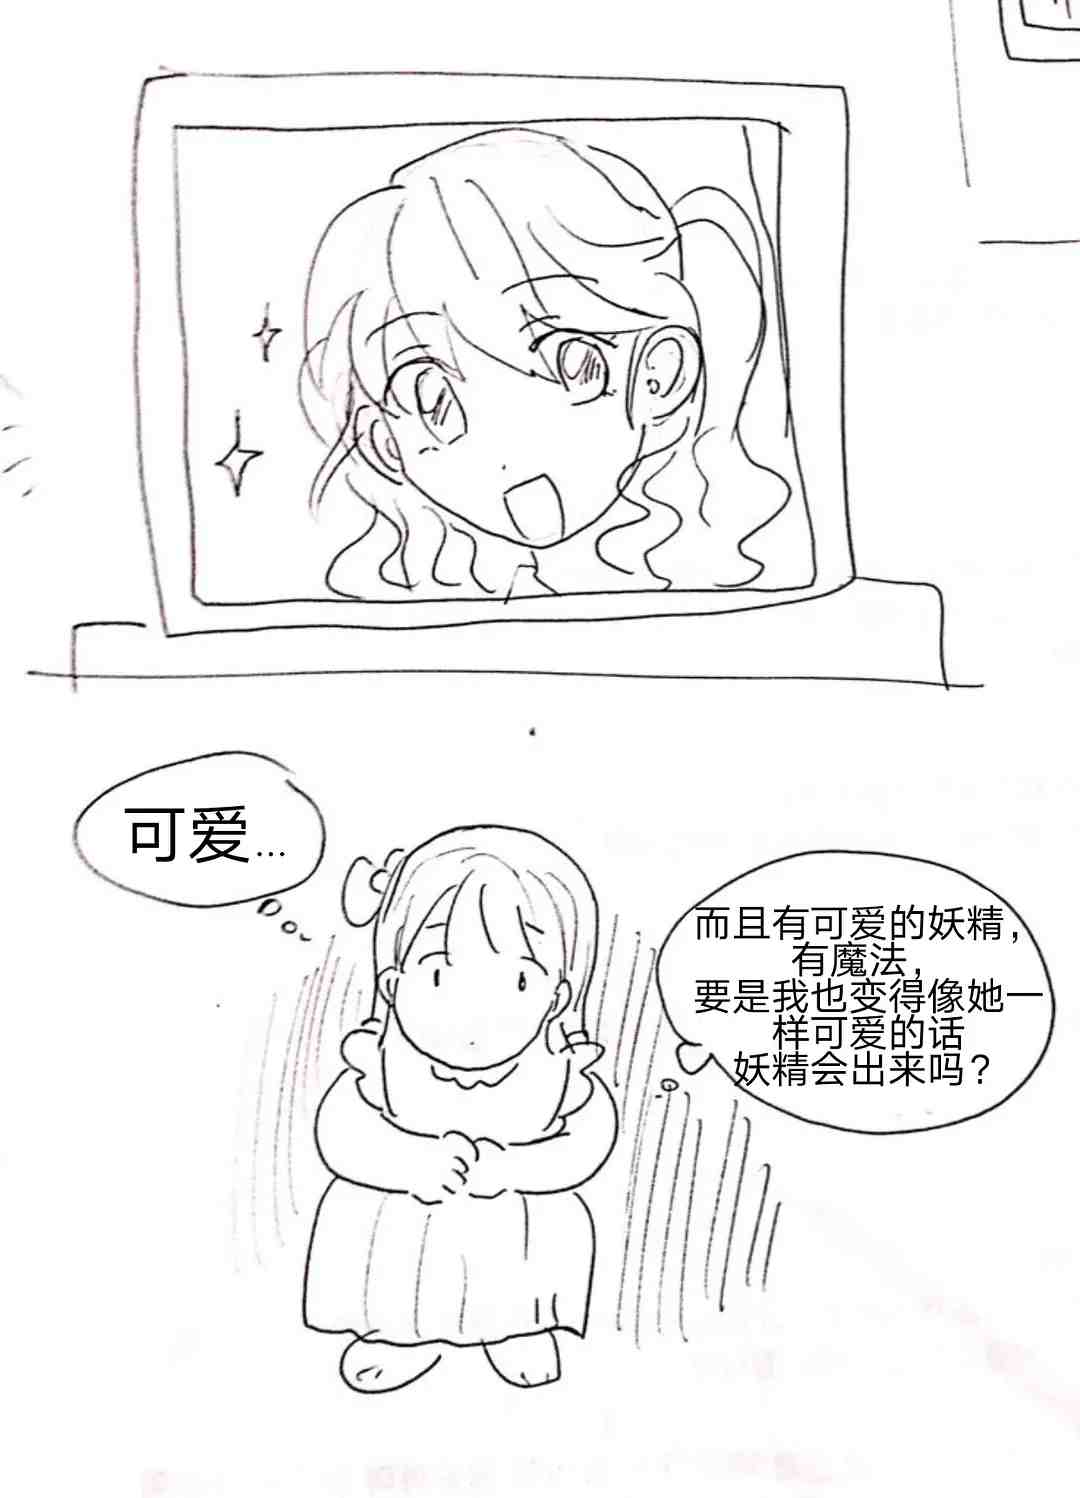 可爱...
而且有可爱的妖精，
有魔法，
要是我也变得像她一
样可爱的话
妖精会出来吗？